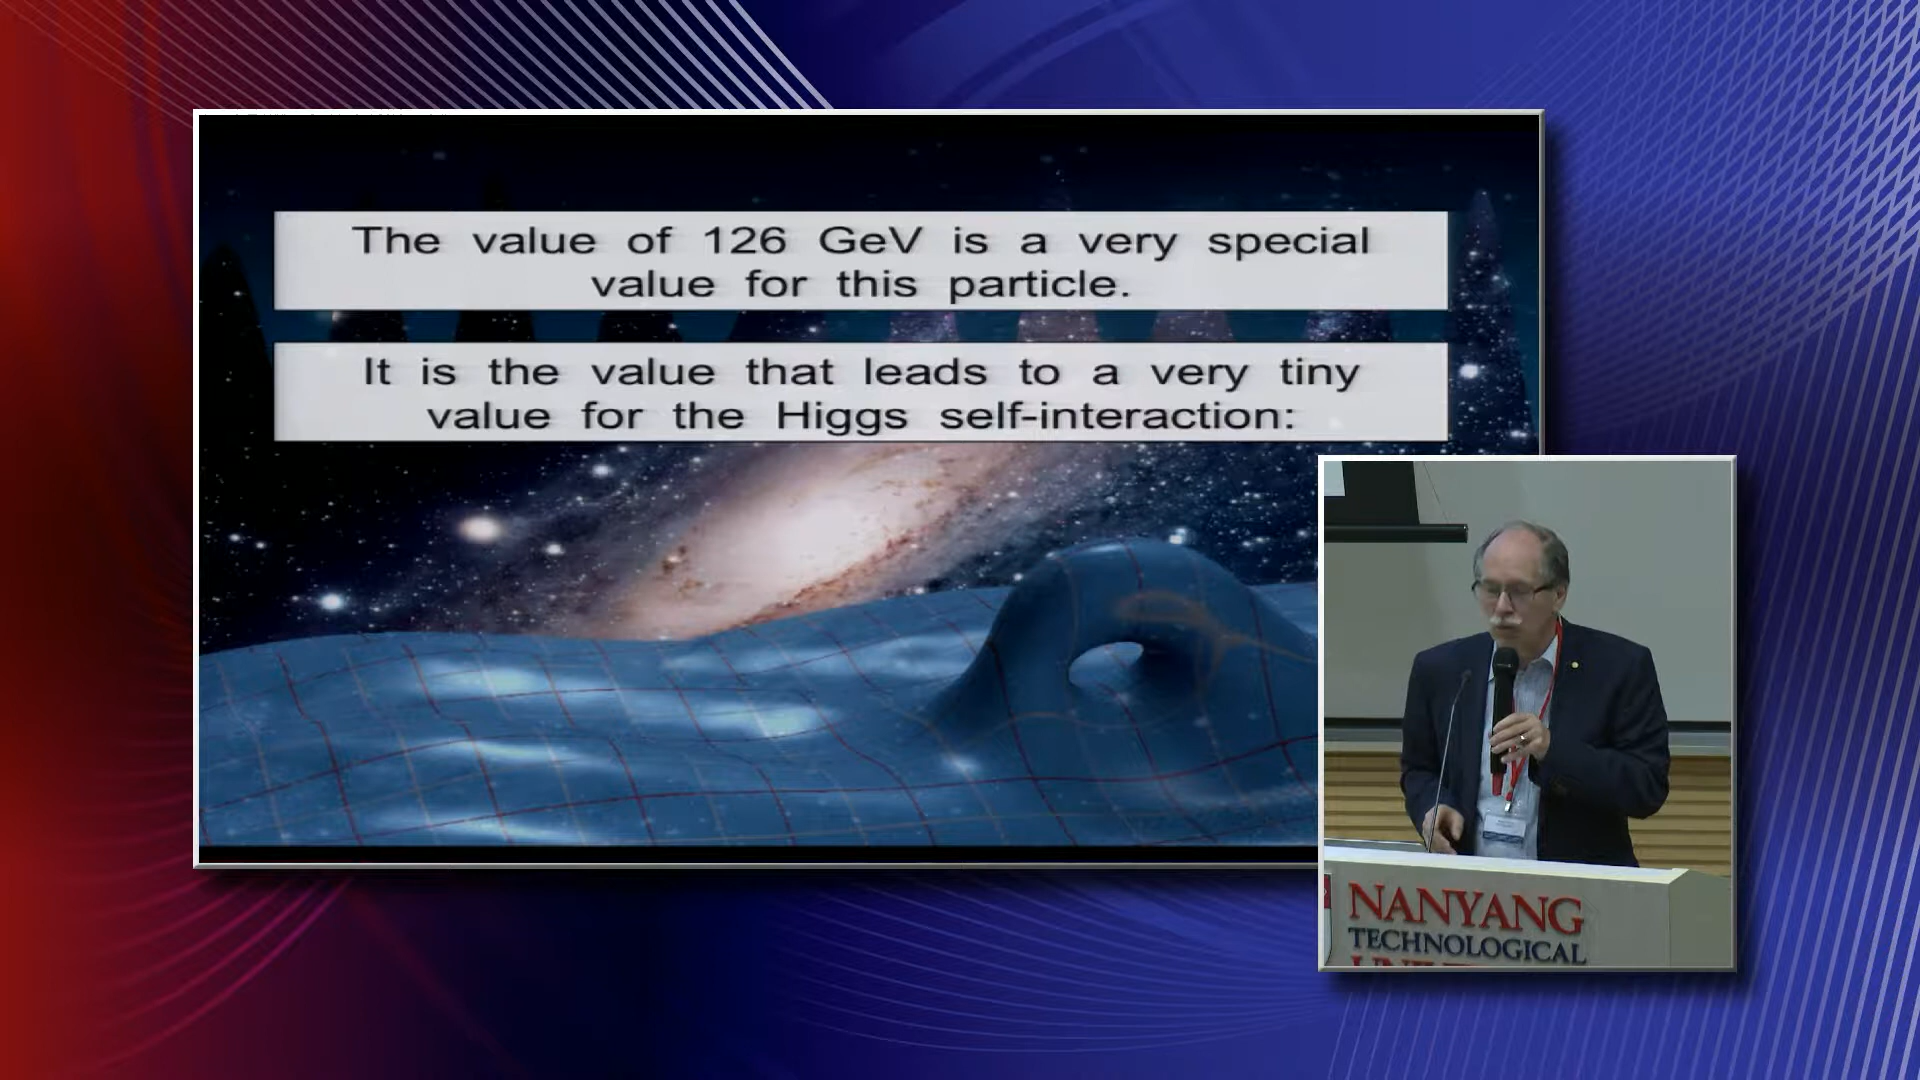 The value of 126 GeV is a very special
value for this particle.
It is the value that leads to a very tiny
value for the Higgs self-interaction:
NANYANG
TECHNOLOGICAL